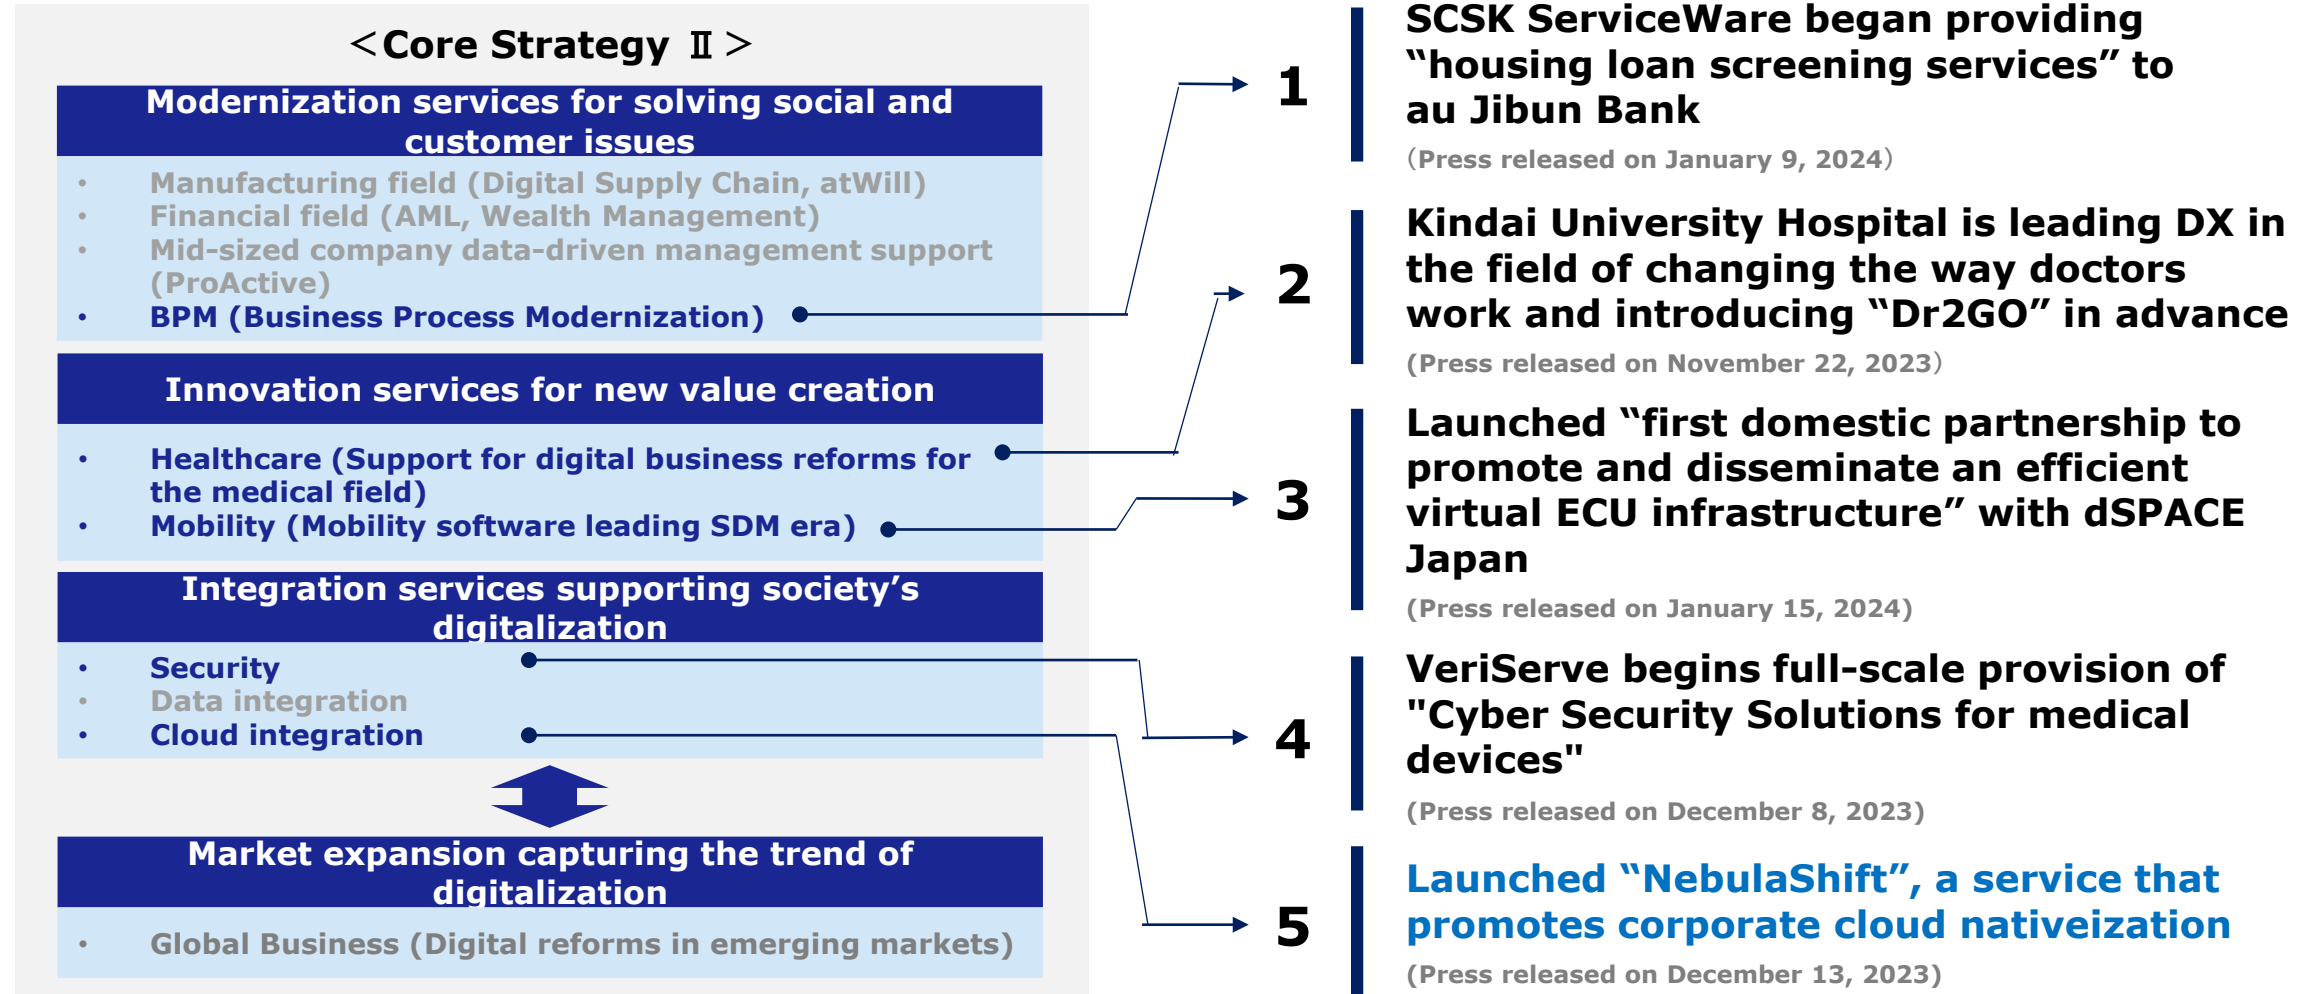 ＜Core Strategy Ⅱ＞
Modernization services for solving social and
customer issues
• Manufacturing field (Digital Supply Chain, atWill)
• Financial field (AML, Wealth Management)
• Mid-sized company data-driven management support
(ProActive)
• BPM (Business Process Modernization)
Innovation services for new value creation
• Healthcare (Support for digital business reforms for
the medical field)
• Mobility (Mobility software leading SDM era)
Integration services supporting society’s
digitalization
• Security
• Data integration
• Cloud integration
Market expansion capturing the trend of
digitalization
• Global Business (Digital reforms in emerging markets)
1
SCSK ServiceWare began providing
“housing loan screening services” to
au Jibun Bank
（Press released on January 9, 2024）
2
Kindai University Hospital is leading DX in
the field of changing the way doctors
work and introducing “Dr2GO” in advance
(Press released on November 22, 2023）
3
Launched “first domestic partnership to
promote and disseminate an efficient
virtual ECU infrastructure” with dSPACE
Japan
(Press released on January 15, 2024)
4
VeriServe begins full-scale provision of
"Cyber Security Solutions for medical
devices"
(Press released on December 8, 2023)
5
Launched “NebulaShift”, a service that
promotes corporate cloud nativeization
(Press released on December 13, 2023)